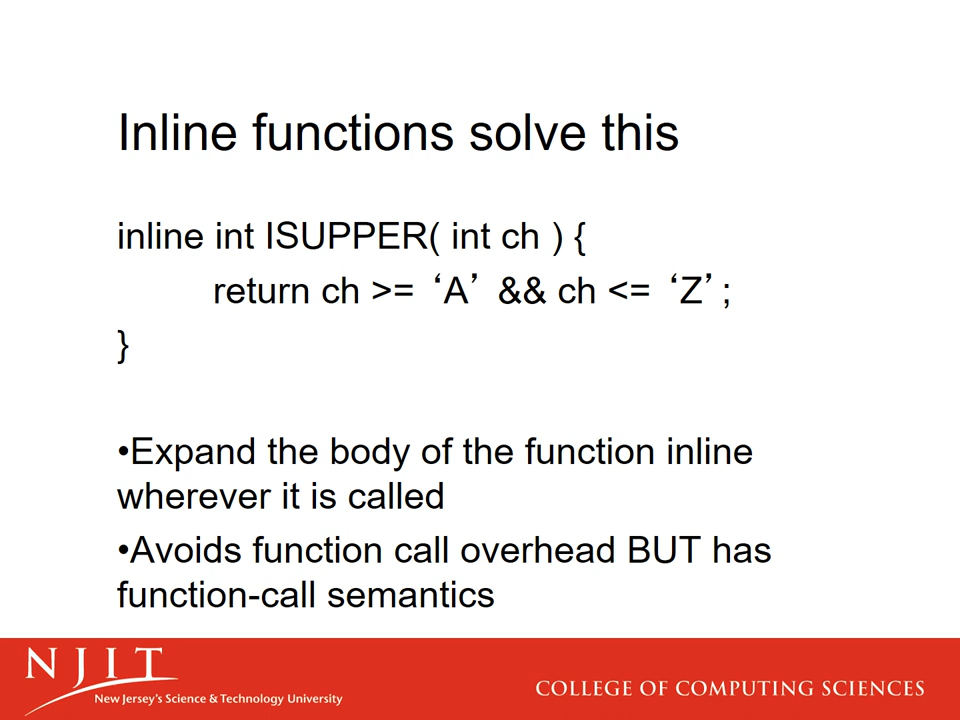 Inline functions solve this
inline int ISUPPER( int ch ) {
return ch >= ‘A’ && ch <= ‘Z’;
}
•Expand the body of the function inline
wherever it is called
•Avoids function call overhead BUT has
function-call semantics
NJIT
New Jersey's Science & Technology University
COLLEGE OF COMPUTING SCIENCES